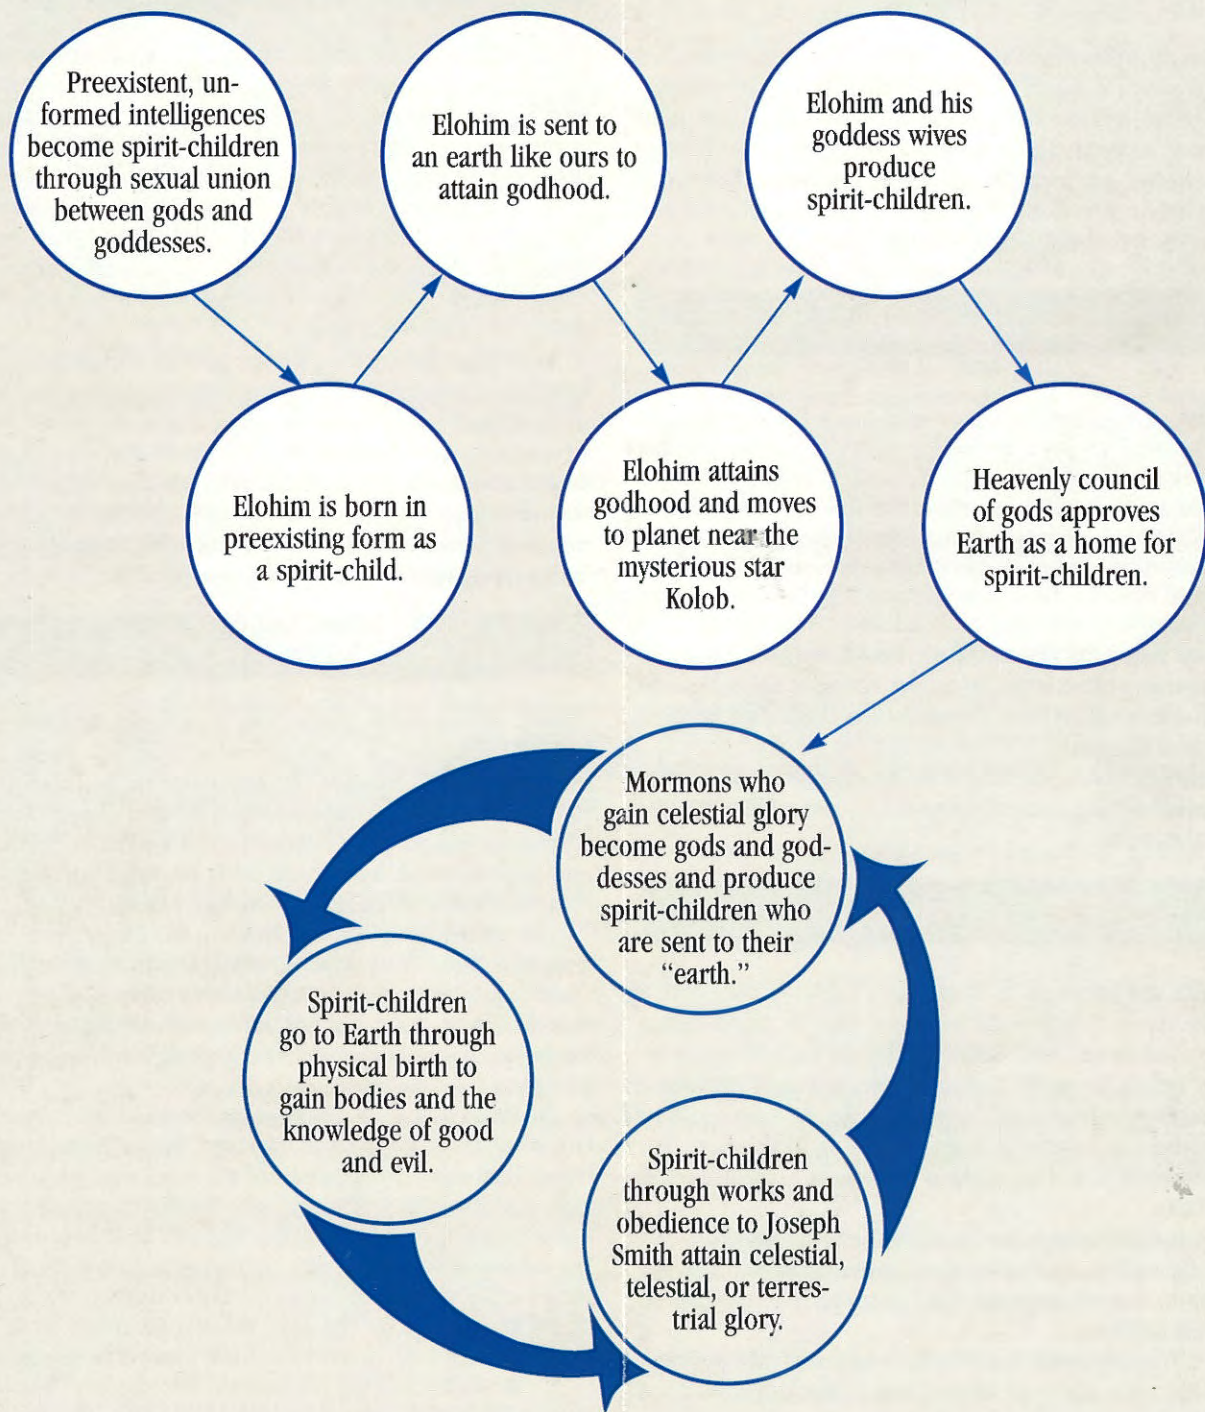 Preexistent, un-
formed intelligences
become spirit-children
through sexual union
between gods and
goddesses.
Elohim is born in
preexisting form as
a spirit-child.
Elohim is sent to
an earth like ours to
attain godhood.
Elohim attains
godhood and moves
to planet near the
mysterious star
Kolob.
Elohim and his
goddess wives
produce
spirit-children.
Heavenly council
of gods approves
Earth as a home for
spirit-children.
Mormons who
gain celestial glory
become gods and god-
desses and produce
spirit-children who
are sent to their
“earth.”
Spirit-children
go to Earth through
physical birth to
gain bodies and the
knowledge of good
and evil.
Spirit-children
through works and
obedience to Joseph
Smith attain celestial,
telestial, or terres-
trial glory.